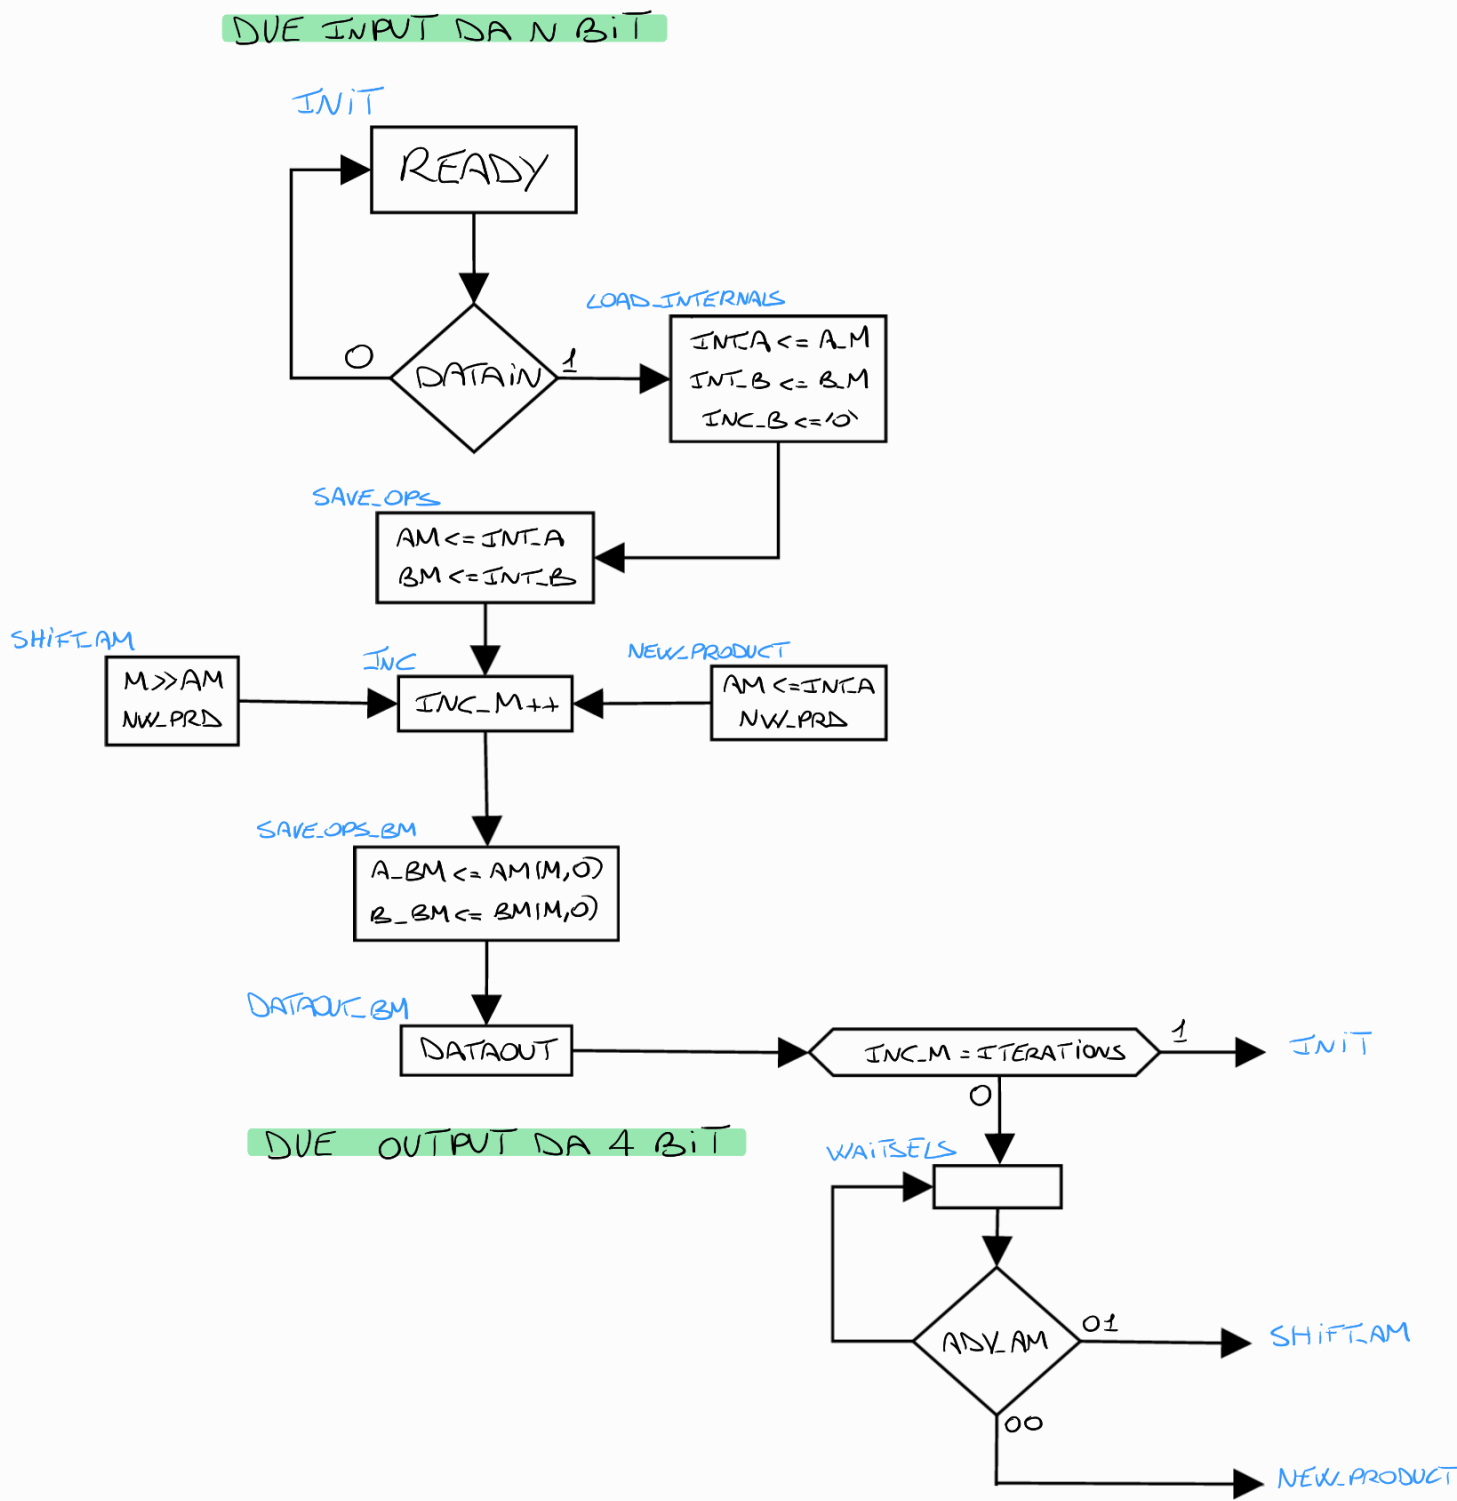 DUE INPUT DA N BiT
INiT
READY
DATAiN
0
1
LOAD_INTERNALS
INT_A <= A_M
INT_B <= B_M
INC_B <= '0'
SAVE_OPS
AM <= INT_A
BM <= INT_B
SHiFT_AM
M >> AM
NW_PRD
INC
INC_M++
NEW_PRODUCT
AM <= INT_A
NW_PRD
SAVE_OPS_BM
A_BM <= AM(M,0)
B_BM <= BM(M,0)
DATAOUT_BM
DATAOUT
INC_M = ITERATiONS
1
INiT
0
DUE OUTPUT DA 4 BiT
WAiTSELS
ADV_AM
01
SHiFT_AM
00
NEW_PRODUCT